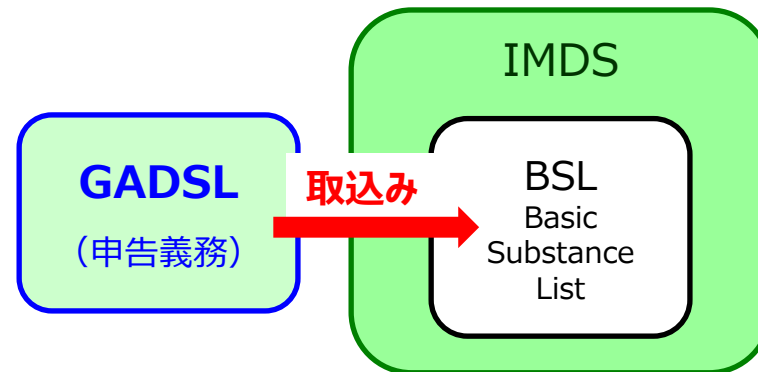 GADSL
（申告義務）
取込み
IMDS
BSL
Basic
Substance
List